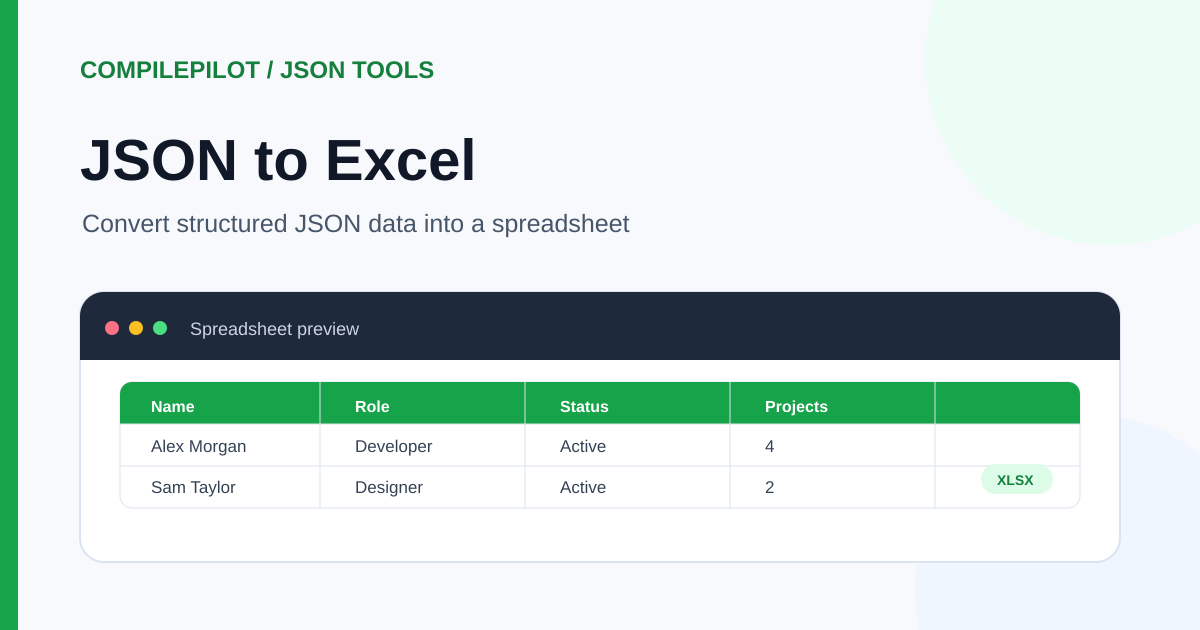 COMPILEPILOT / JSON TOOLS
JSON to Excel
Convert structured JSON data into a spreadsheet
Spreadsheet preview
Name Role Status Projects
Alex Morgan Developer Active 4
Sam Taylor Designer Active 2
XLSX